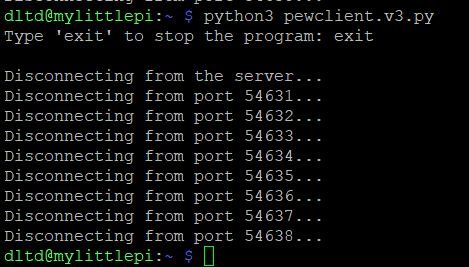 dltd@mylittlepi:~ $ python3 pewclient.v3.py
Type 'exit' to stop the program: exit
Disconnecting from the server...
Disconnecting from port 54631...
Disconnecting from port 54632...
Disconnecting from port 54633...
Disconnecting from port 54634...
Disconnecting from port 54635...
Disconnecting from port 54636...
Disconnecting from port 54637...
Disconnecting from port 54638...
dltd@mylittlepi:~ $